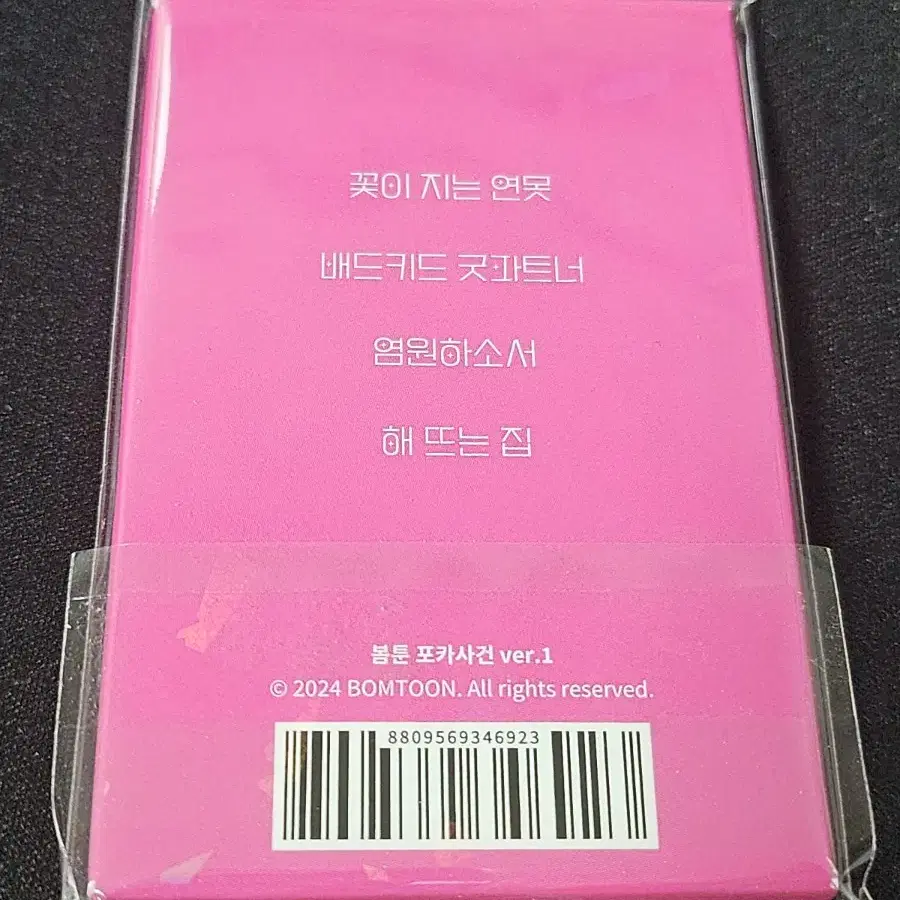 꽃이 지는 연못
배드키드 굿파트너
염원하소서
해 뜨는 집
봄툰 포카사건 ver.1
© 2024 BOMTOON. All rights reserved.
8809569346923